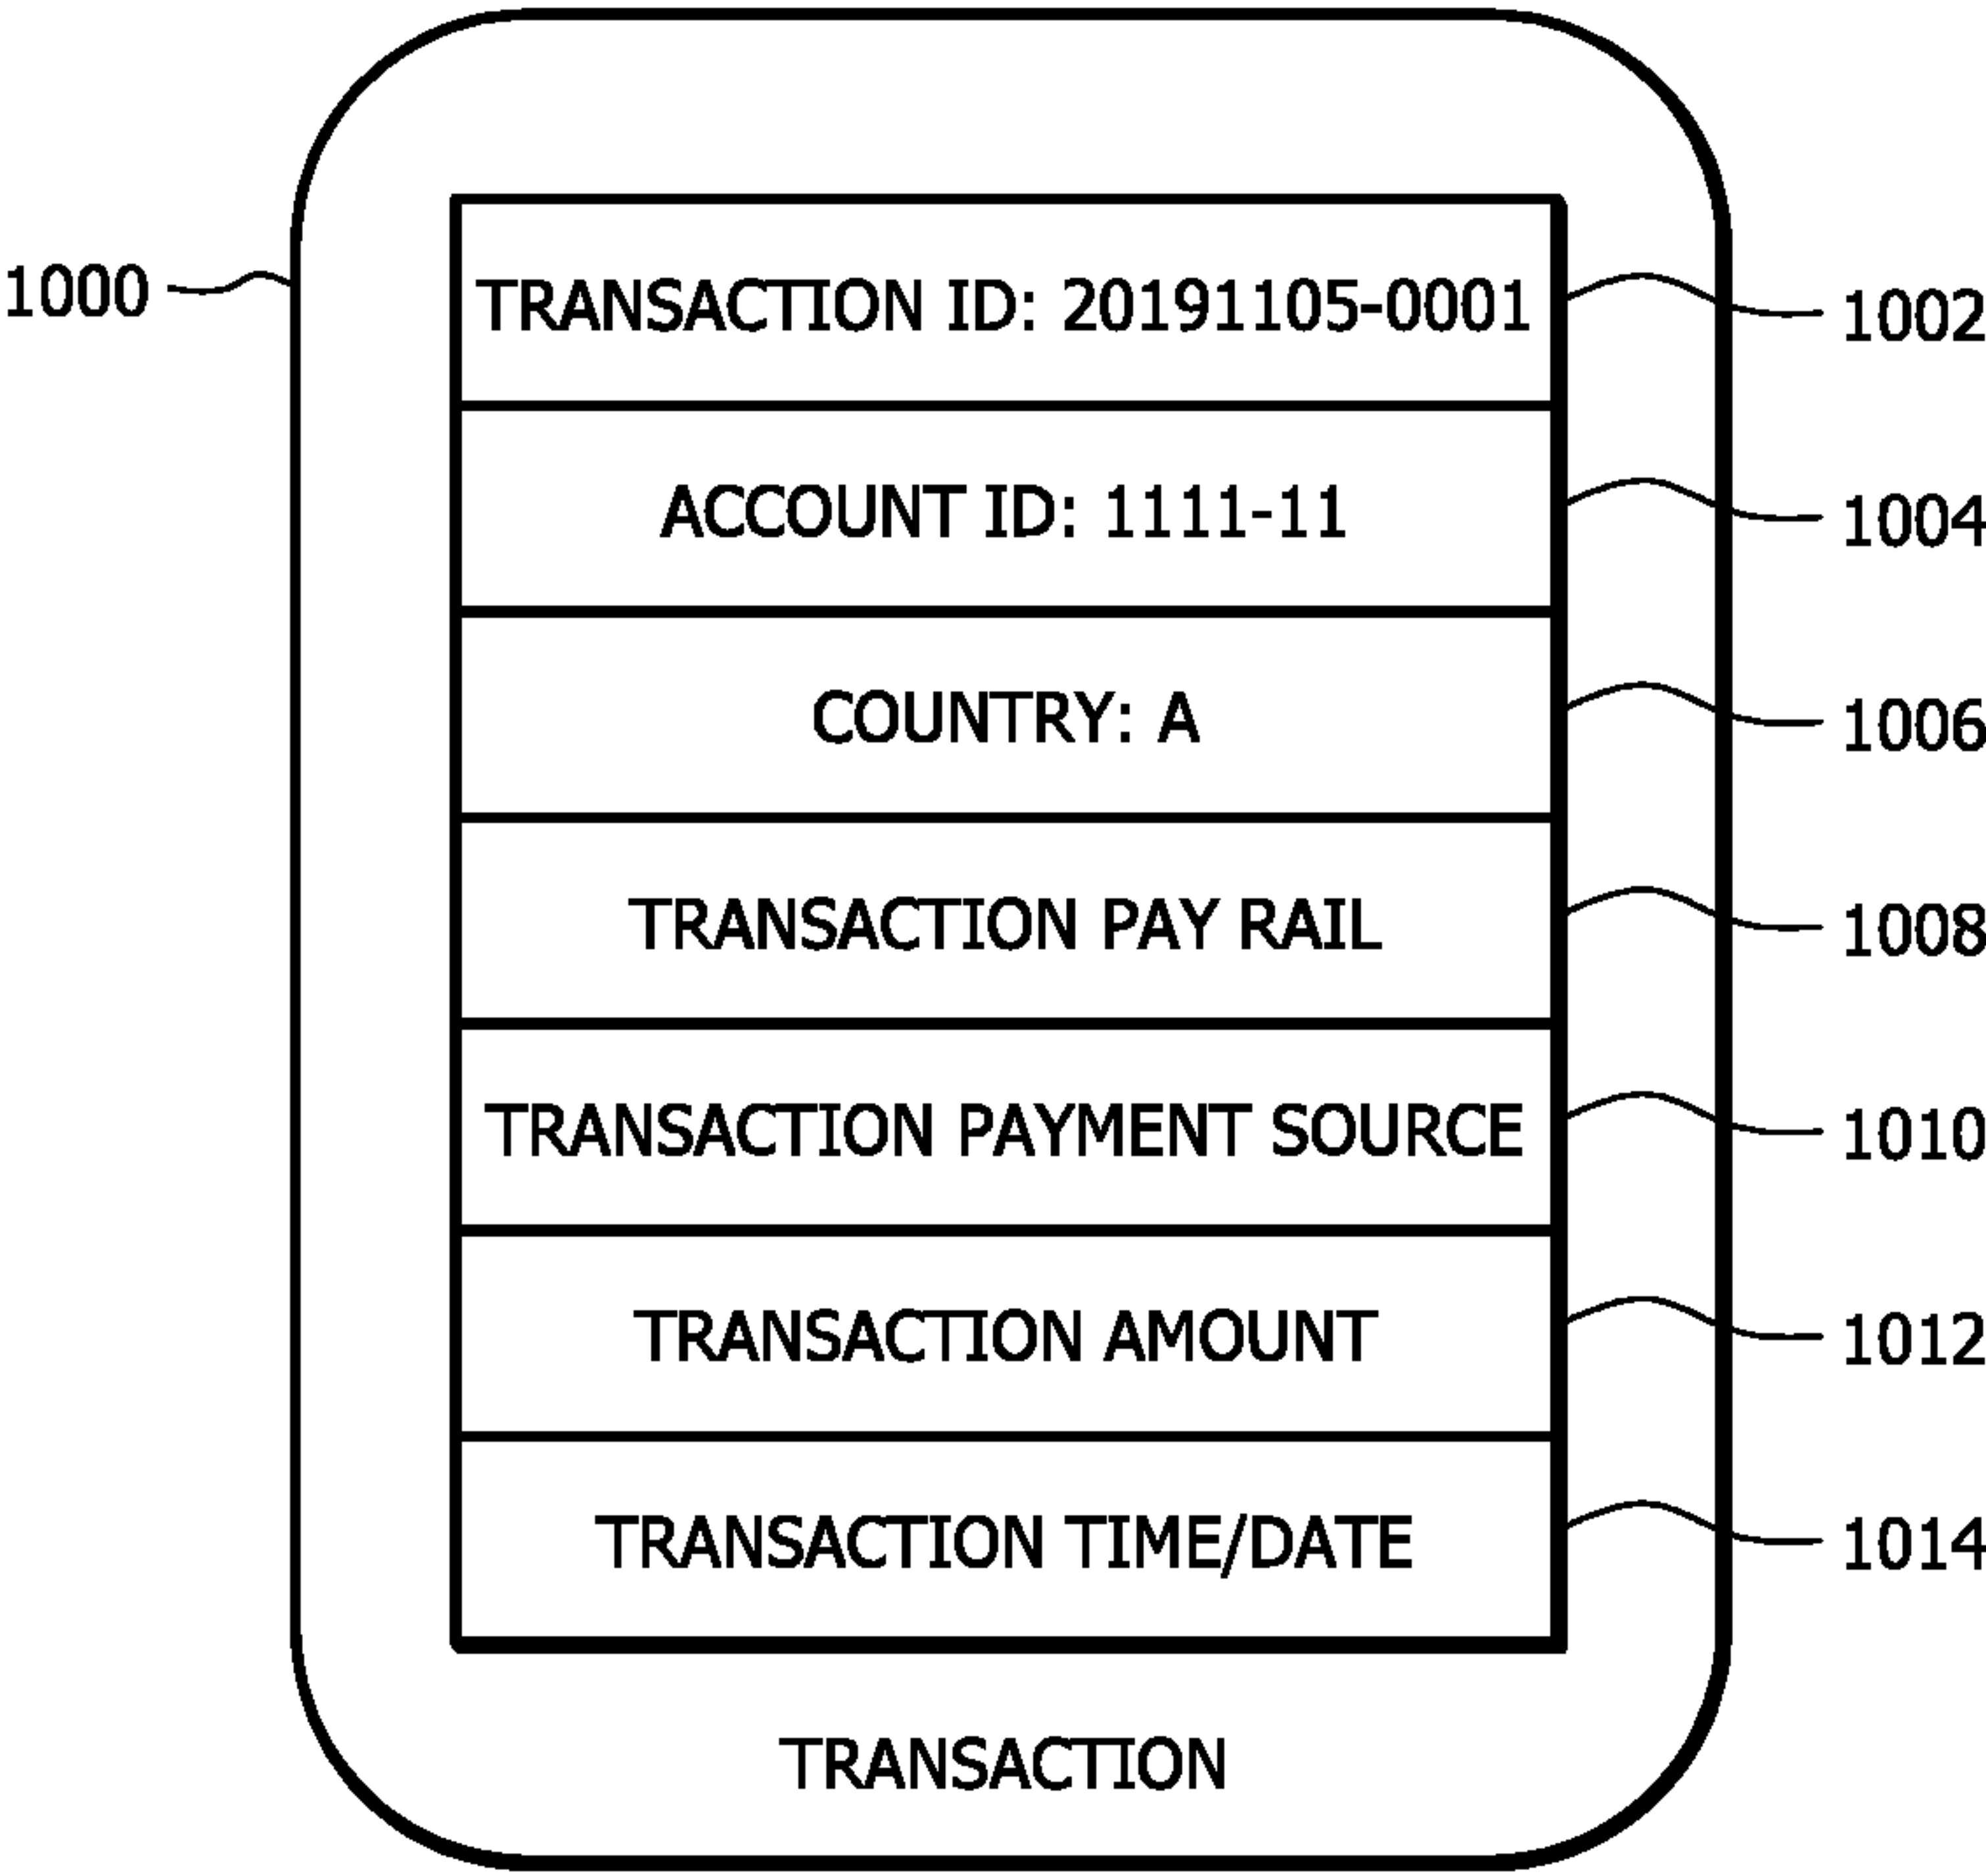 1000
TRANSACTION ID: 20191105-0001
1002
ACCOUNT ID: 1111-11
1004
COUNTRY: A
1006
TRANSACTION PAY RAIL
1008
TRANSACTION PAYMENT SOURCE
1010
TRANSACTION AMOUNT
1012
TRANSACTION TIME/DATE
1014
TRANSACTION